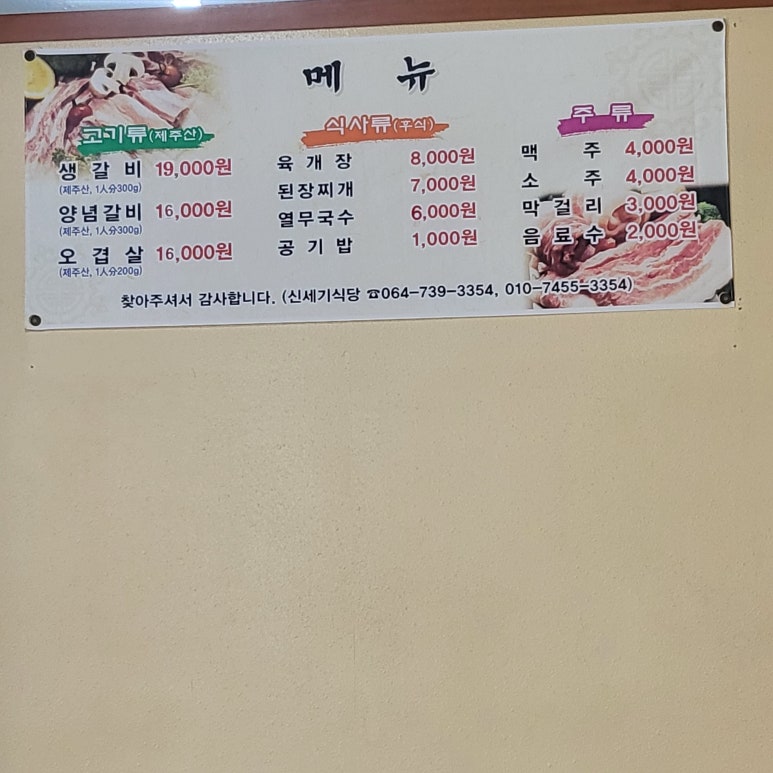 메 뉴
고기류(제주산)
생 갈 비 19,000원
(제주산, 1人分300g)
양념갈비 16,000원
(제주산, 1人分300g)
오 겹 살 16,000원
(제주산, 1人分200g)
식사류(후식)
육 개 장 8,000원
된장찌개 7,000원
열무국수 6,000원
공 기 밥 1,000원
주 류
맥 주 4,000원
소 주 4,000원
막 걸 리 3,000원
음 료 수 2,000원
찾아주셔서 감사합니다. (신세기식당 ☎064-739-3354, 010-7455-3354)